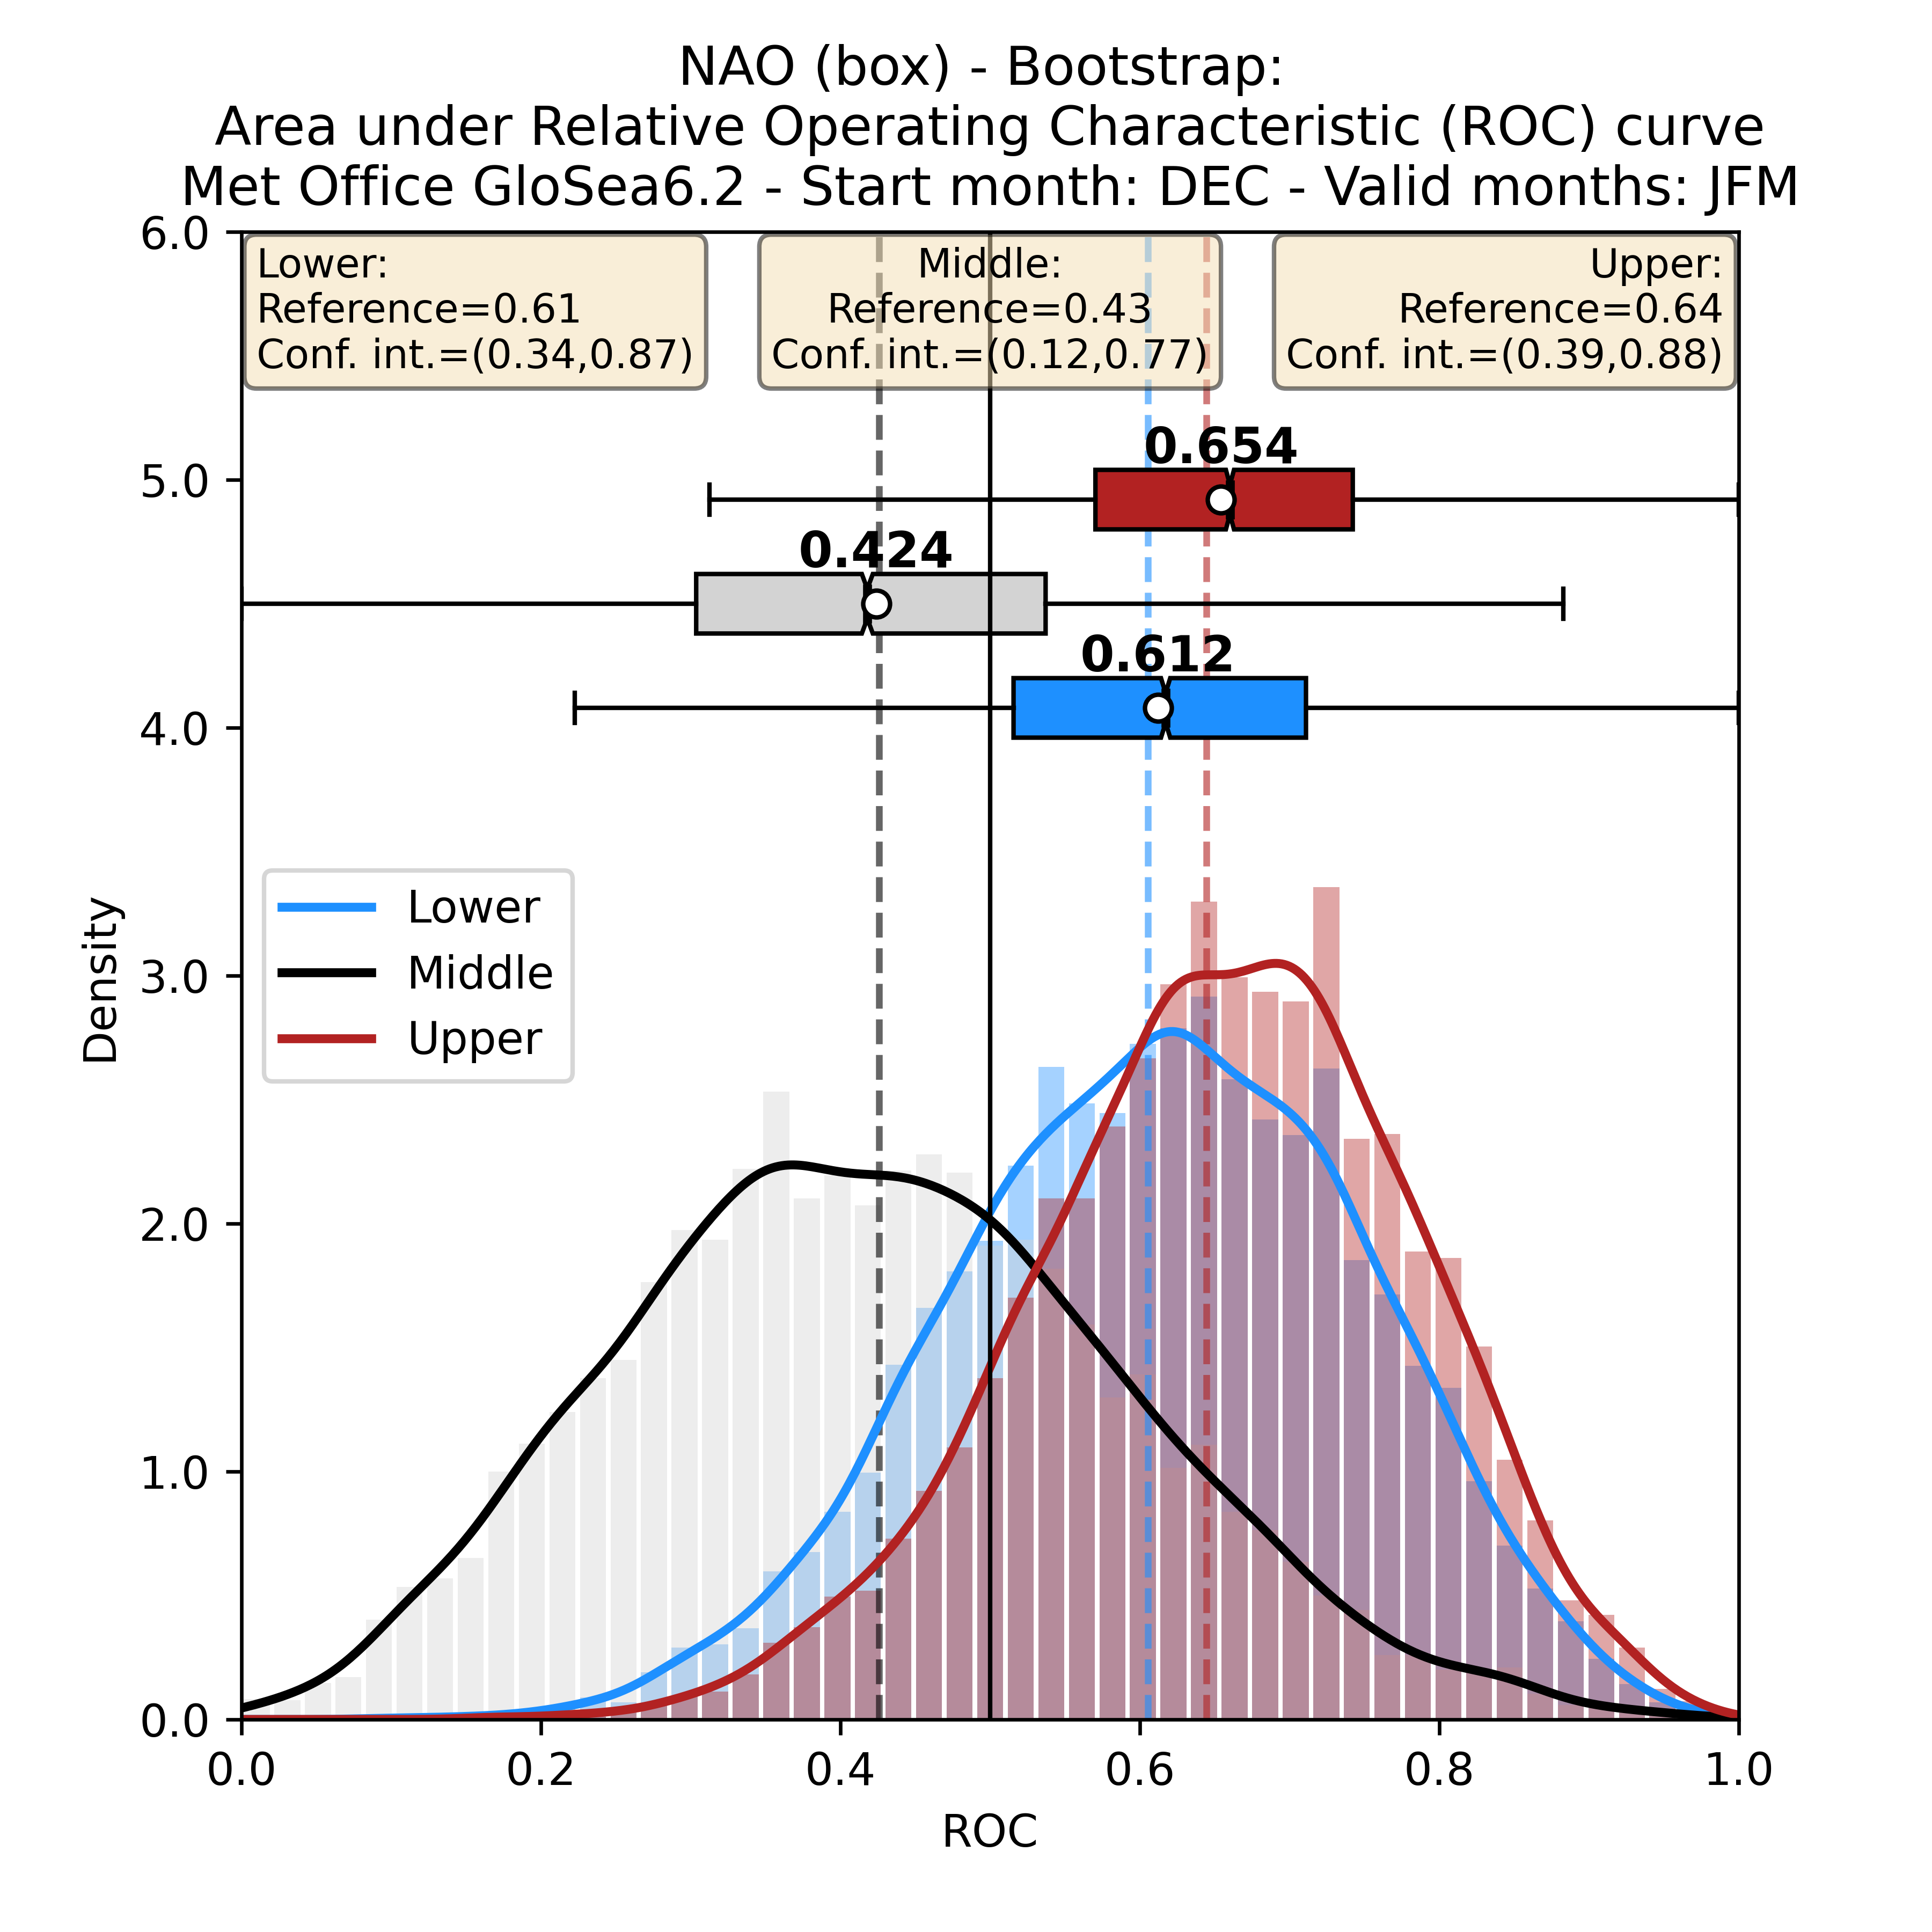 NAO (box) - Bootstrap:
Area under Relative Operating Characteristic (ROC) curve
Met Office GloSea6.2 - Start month: DEC - Valid months: JFM
Lower:
Reference=0.61
Conf. int.=(0.34,0.87)
Middle:
Reference=0.43
Conf. int.=(0.12,0.77)
Upper:
Reference=0.64
Conf. int.=(0.39,0.88)
0.654
0.424
0.612
Lower
Middle
Upper
Density
6.0
5.0
4.0
3.0
2.0
1.0
0.0
0.0 0.2 0.4 0.6 0.8 1.0
ROC